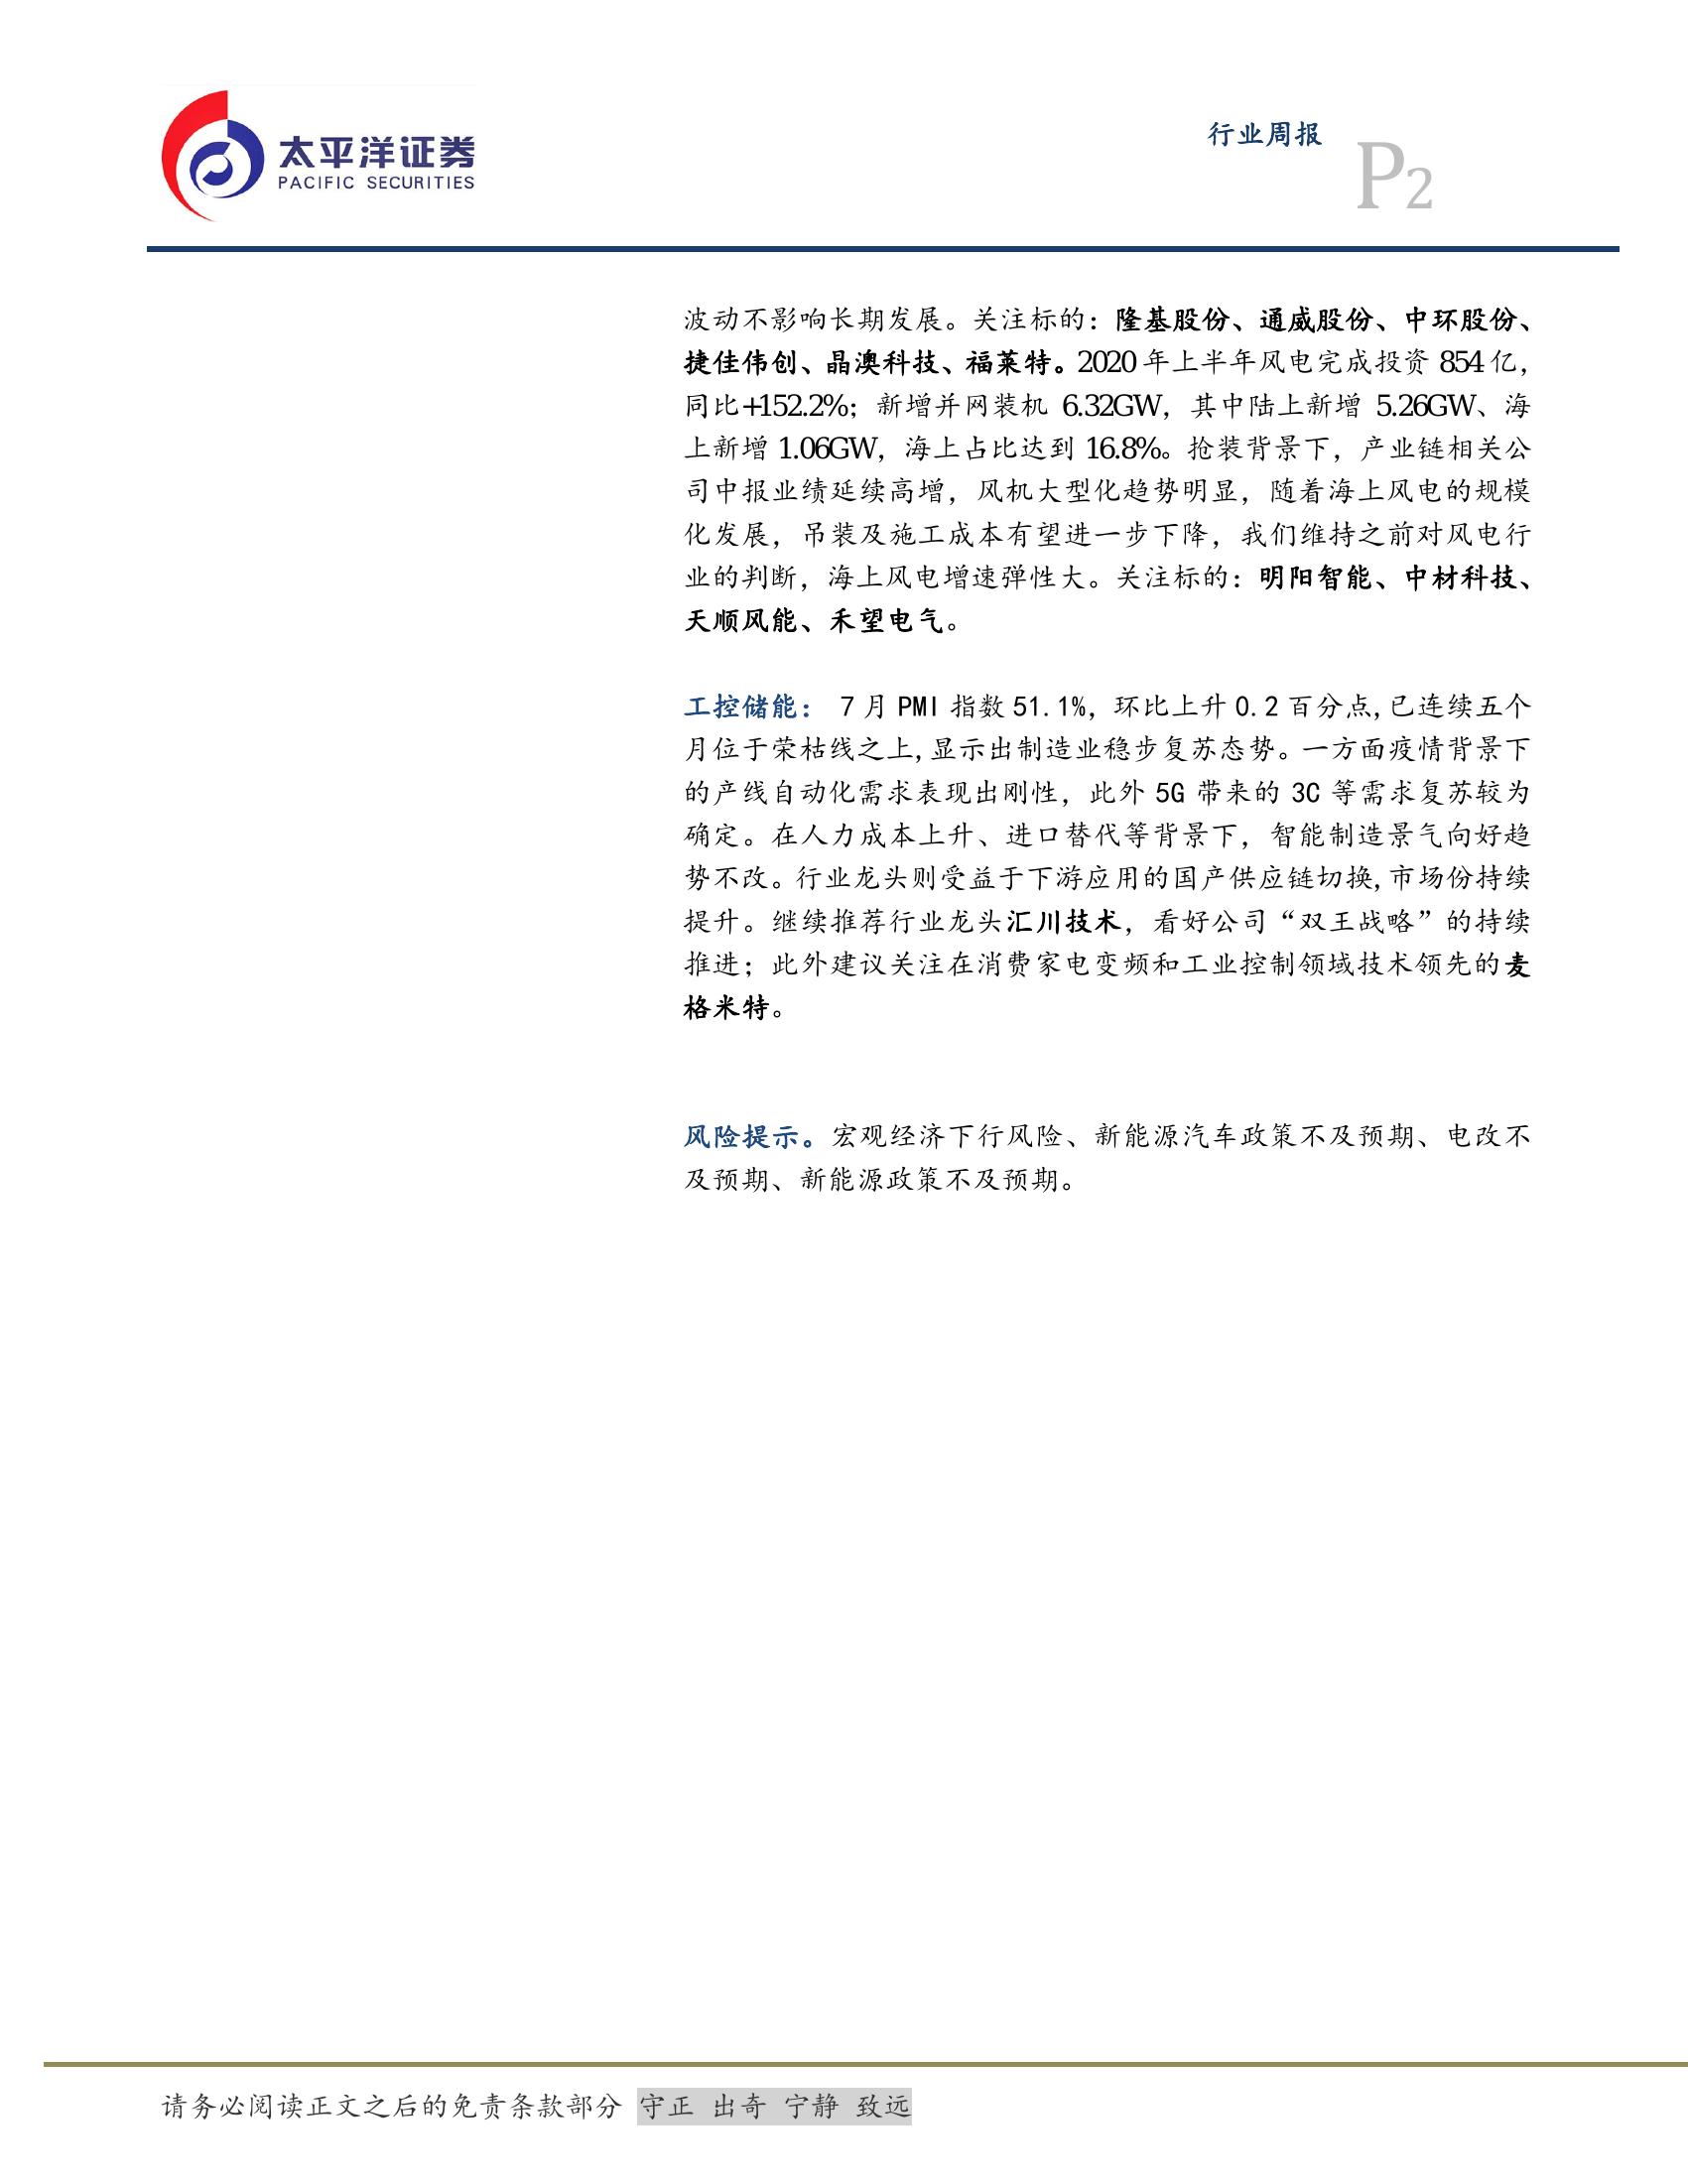 太平洋证券
PACIFIC SECURITIES
行业周报
P2
波动不影响长期发展。关注标的：隆基股份、通威股份、中环股份、
捷佳伟创、晶澳科技、福莱特。2020 年上半年风电完成投资 854 亿，
同比+152.2%；新增并网装机 6.32GW，其中陆上新增 5.26GW、海
上新增 1.06GW，海上占比达到 16.8%。抢装背景下，产业链相关公
司中报业绩延续高增，风机大型化趋势明显，随着海上风电的规模
化发展，吊装及施工成本有望进一步下降，我们维持之前对风电行
业的判断，海上风电增速弹性大。关注标的：明阳智能、中材科技、
天顺风能、禾望电气。
工控储能： 7 月 PMI 指数 51.1%，环比上升 0.2 百分点,已连续五个
月位于荣枯线之上,显示出制造业稳步复苏态势。一方面疫情背景下
的产线自动化需求表现出刚性，此外 5G 带来的 3C 等需求复苏较为
确定。在人力成本上升、进口替代等背景下，智能制造景气向好趋
势不改。行业龙头则受益于下游应用的国产供应链切换,市场份持续
提升。继续推荐行业龙头汇川技术，看好公司“双王战略”的持续
推进；此外建议关注在消费家电变频和工业控制领域技术领先的麦
格米特。
风险提示。宏观经济下行风险、新能源汽车政策不及预期、电改不
及预期、新能源政策不及预期。
请务必阅读正文之后的免责条款部分 守正 出奇 宁静 致远